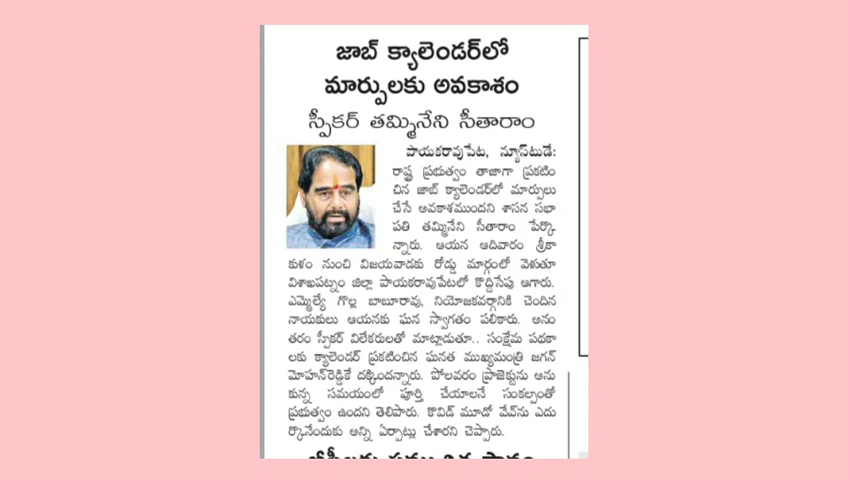 జాబ్ క్యాలెండర్‌లో
మార్పులకు అవకాశం
స్పీకర్ తమ్మినేని సీతారాం
పాయకరావుపేట, న్యూస్‌టుడే:
రాష్ట్ర ప్రభుత్వం తాజాగా ప్రకటిం
చిన జాబ్ క్యాలెండర్‌లో మార్పులు
చేసే అవకాశముందని శాసన సభా
పతి తమ్మినేని సీతారాం పేర్కొ
న్నారు. ఆయన ఆదివారం శ్రీకా
కుళం నుంచి విజయవాడకు రోడ్డు మార్గంలో వెళుతూ
విశాఖపట్నం జిల్లా పాయకరావుపేటలో కొద్దిసేపు ఆగారు.
ఎమ్మెల్యే గొల్ల బాబూరావు, నియోజకవర్గానికి చెందిన
నాయకులు ఆయనకు ఘన స్వాగతం పలికారు. అనం
తరం స్పీకర్ విలేకరులతో మాట్లాడుతూ.. సంక్షేమ పథకా
లకు క్యాలెండర్ ప్రకటించిన ఘనత ముఖ్యమంత్రి జగన్
మోహన్‌రెడ్డికే దక్కిందన్నారు. పోలవరం ప్రాజెక్టును అను
కున్న సమయంలో పూర్తి చేయాలనే సంకల్పంతో
ప్రభుత్వం ఉందని తెలిపారు. కొవిడ్ మూడో వేవ్‌ను ఎదు
ర్కొనేందుకు అన్ని ఏర్పాట్లు చేశారని చెప్పారు.